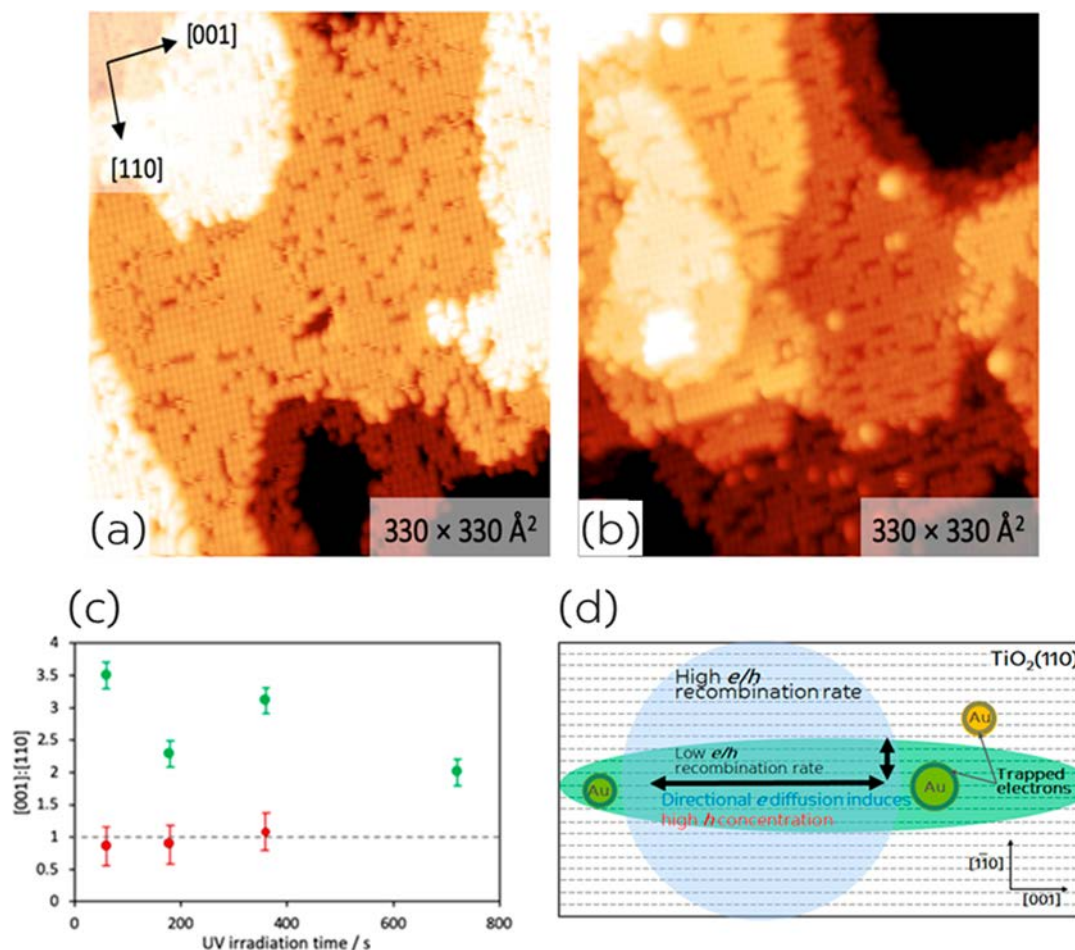 [001]
[110]
(a)
330 × 330 Å²
(b)
330 × 330 Å²
(c)
4
3.5
3
2.5
2
1.5
1
0.5
0
[001]:[110]
0
200
400
600
800
UV irradiation time / s
(d)
TiO₂(110)
High e/h
recombination rate
Au
Low e/h
recombination rate
Au
Au
Trapped
electrons
Directional e diffusion induces
high h concentration
[11̄0]
[001]